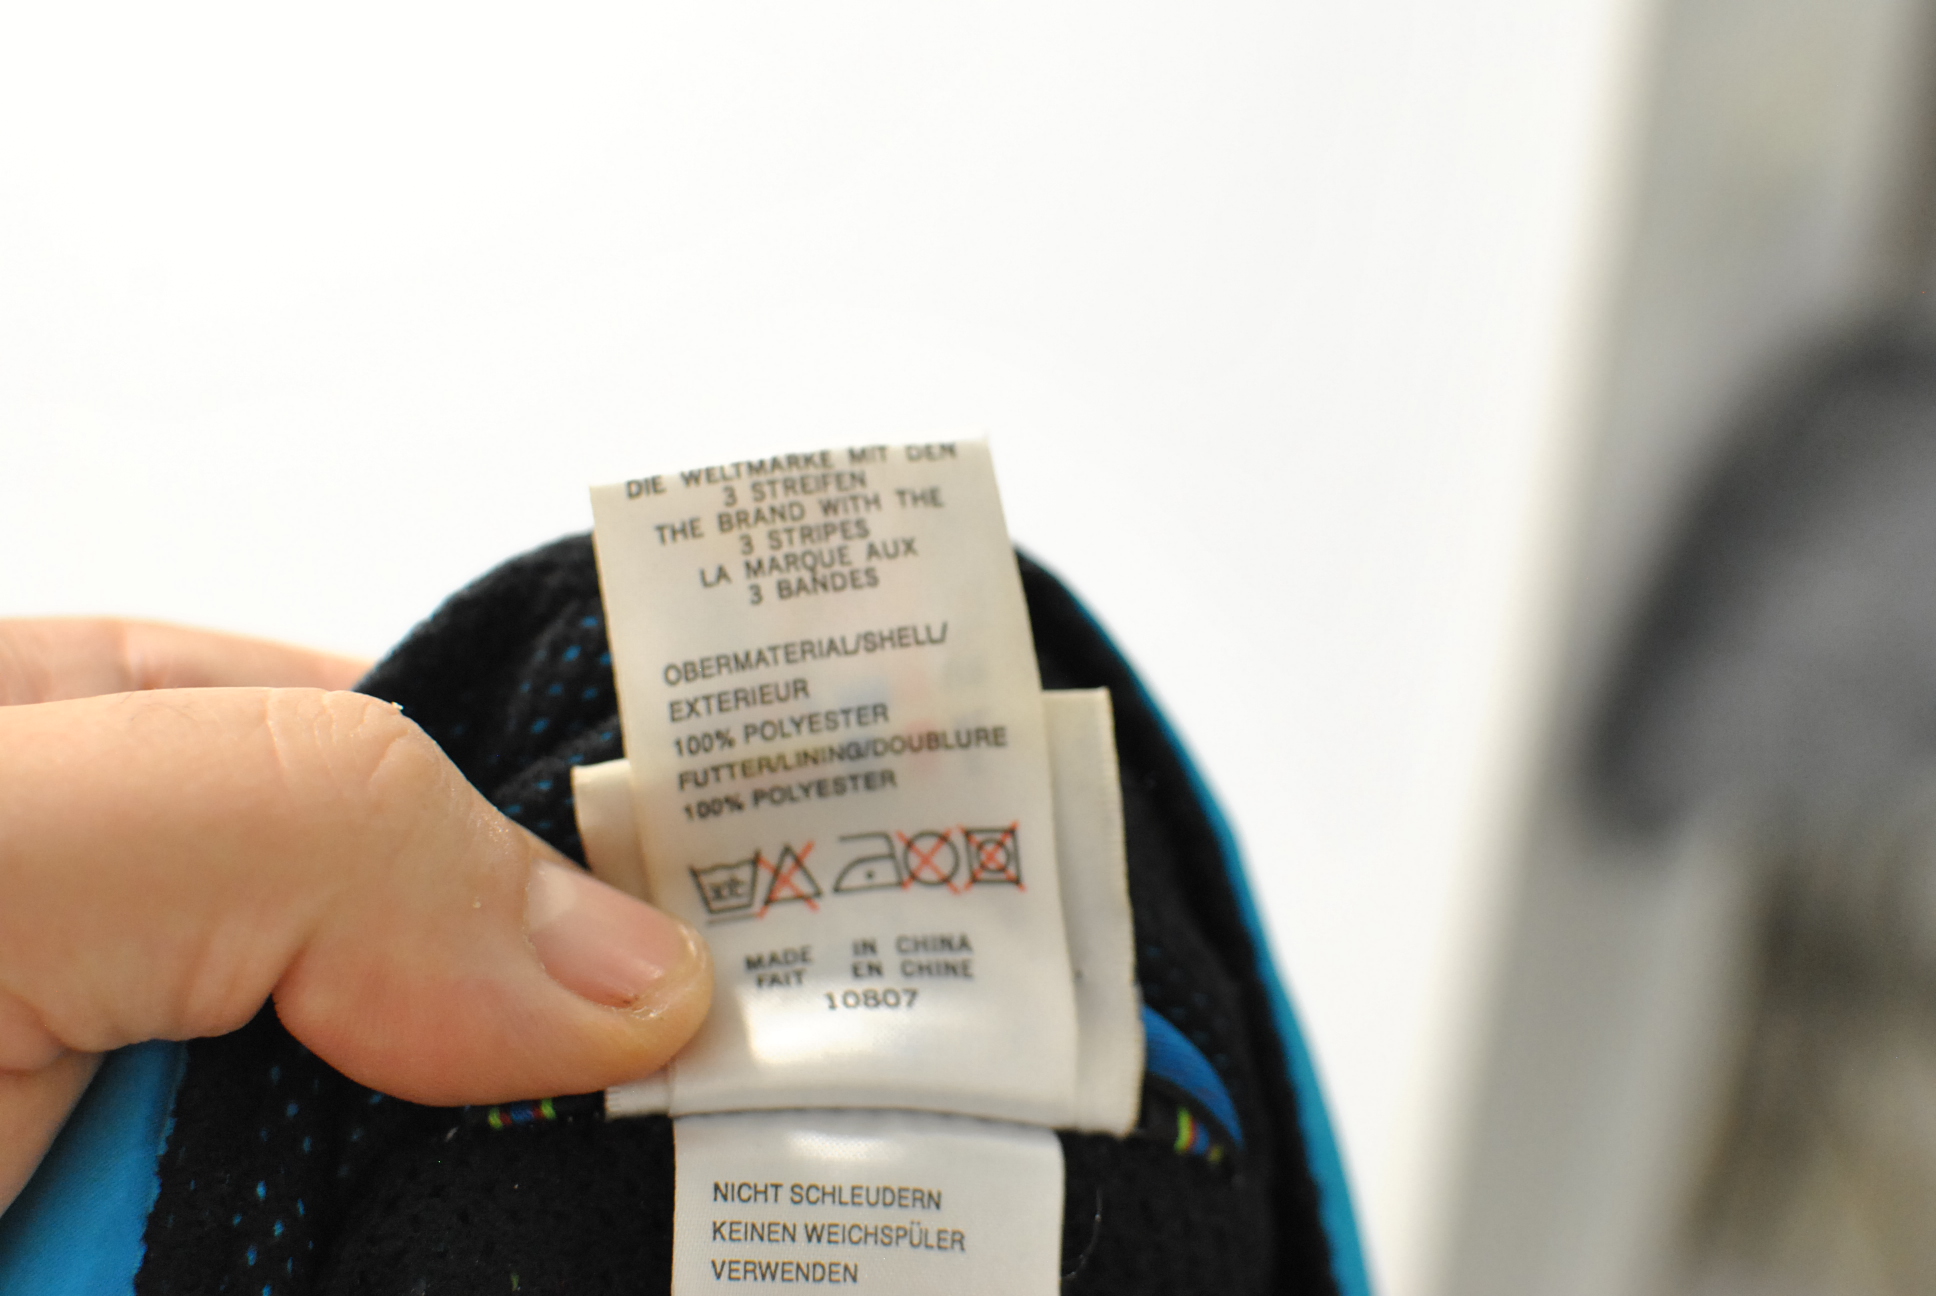 DIE WELTMARKE MIT DEN
3 STREIFEN
THE BRAND WITH THE
3 STRIPES
LA MARQUE AUX
3 BANDES
OBERMATERIAL/SHELL/
EXTERIEUR
100% POLYESTER
FUTTER/LINING/DOUBLURE
100% POLYESTER
MADE IN CHINA
FAIT EN CHINE
10807
NICHT SCHLEUDERN
KEINEN WEICHSPÜLER
VERWENDEN